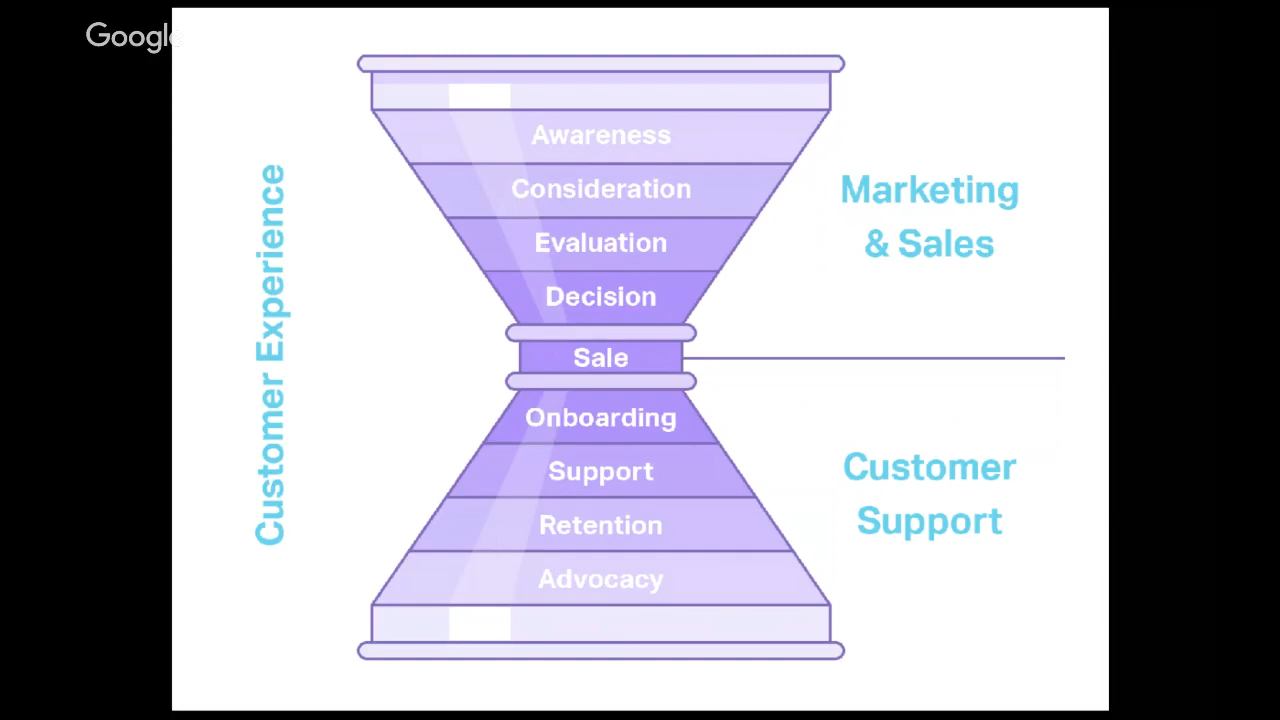 Google
Customer Experience
Awareness
Consideration
Evaluation
Decision
Sale
Onboarding
Support
Retention
Advocacy
Marketing
& Sales
Customer
Support